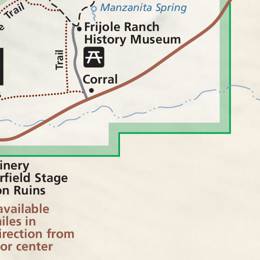 Manzanita Spring
Trail
Frijole Ranch
History Museum
Trail
Corral
inery
rfield Stage
on Ruins
available
iles in
irection from
or center